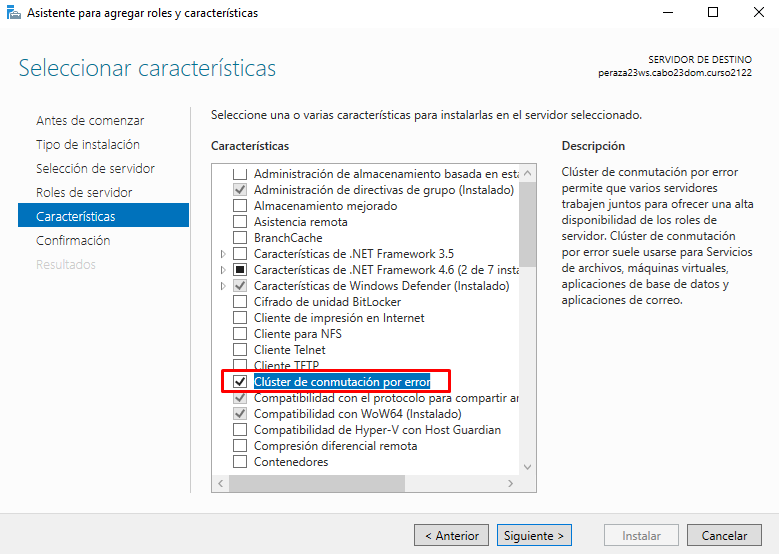 Asistente para agregar roles y características
Seleccionar características
SERVIDOR DE DESTINO
peraza23ws.cabo23dom.curso2122
Antes de comenzar
Tipo de instalación
Selección de servidor
Roles de servidor
Características
Confirmación
Resultados
Seleccione una o varias características para instalarlas en el servidor seleccionado.
Características
Administración de almacenamiento basada en está
Administración de directivas de grupo (Instalado)
Almacenamiento mejorado
Asistencia remota
BranchCache
Características de .NET Framework 3.5
Características de .NET Framework 4.6 (2 de 7 insta
Características de Windows Defender (Instalado)
Cifrado de unidad BitLocker
Cliente de impresión en Internet
Cliente para NFS
Cliente Telnet
Cliente TFTP
Clúster de conmutación por error
Compatibilidad con el protocolo para compartir ar
Compatibilidad con WoW64 (Instalado)
Compatibilidad de Hyper-V con Host Guardian
Compresión diferencial remota
Contenedores
Descripción
Clúster de conmutación por error
permite que varios servidores
trabajen juntos para ofrecer una alta
disponibilidad de los roles de
servidor. Clúster de conmutación
por error suele usarse para Servicios
de archivos, máquinas virtuales,
aplicaciones de base de datos y
aplicaciones de correo.
< Anterior
Siguiente >
Instalar
Cancelar